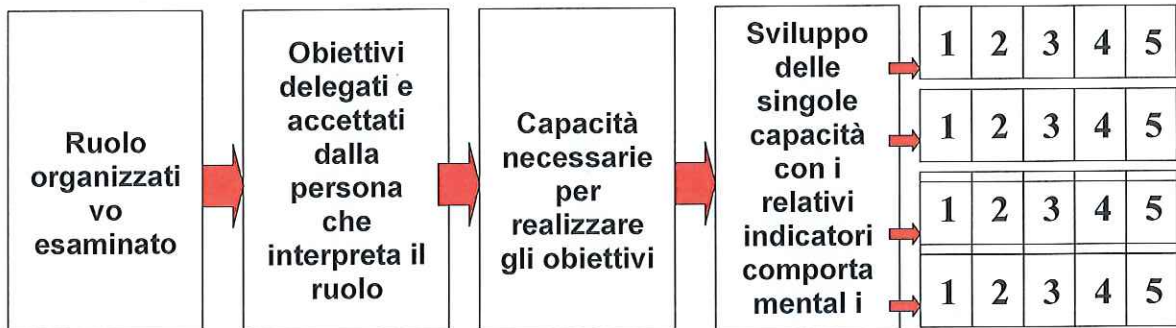 Ruolo
organizzati
vo
esaminato
Obiettivi
delegati e
accettati
dalla
persona
che
interpreta il
ruolo
Capacità
necessarie
per
realizzare
gli obiettivi
Sviluppo
delle
singole
capacità
con i
relativi
indicatori
comporta
mental i
1 2 3 4 5
1 2 3 4 5
1 2 3 4 5
1 2 3 4 5